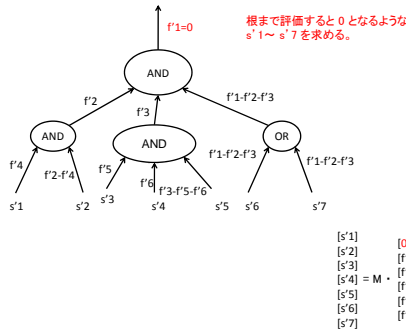 f'1=0
根まで評価すると 0 となるような
s'1～ s'7 を求める。
AND
f'2
f'3
f'1-f'2-f'3
AND
AND
OR
f'4
f'2-f'4
f'5
f'6
f'3-f'5-f'6
f'1-f'2-f'3
f'1-f'2-f'3
s'1
s'2
s'3
s'4
s'5
s'6
s'7
[s'1]
[s'2]
[s'3]
[s'4] = M ・
[s'5]
[s'6]
[s'7]
[0
[f'
[f'
[f'
[f'
[f'